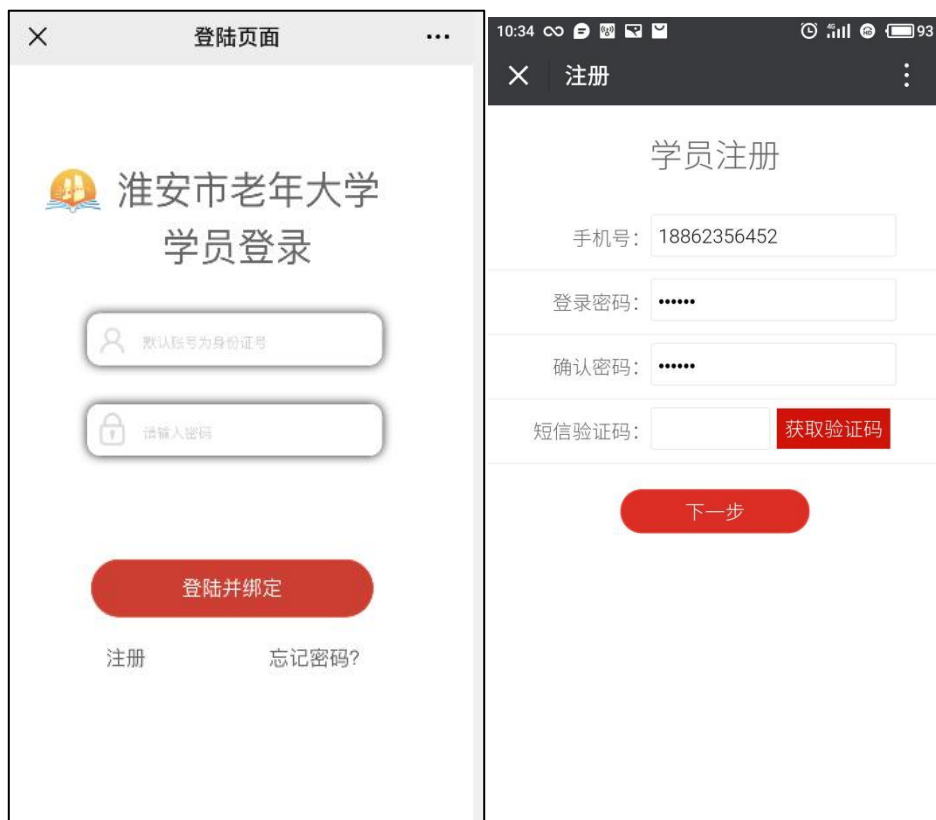 登陆页面
淮安市老年大学
学员登录
默认账号为身份证号
请输入密码
登陆并绑定
注册
忘记密码?
10:34
4G
93
注册
学员注册
手机号：
18862356452
登录密码：
••••••
确认密码：
••••••
短信验证码：
获取验证码
下一步